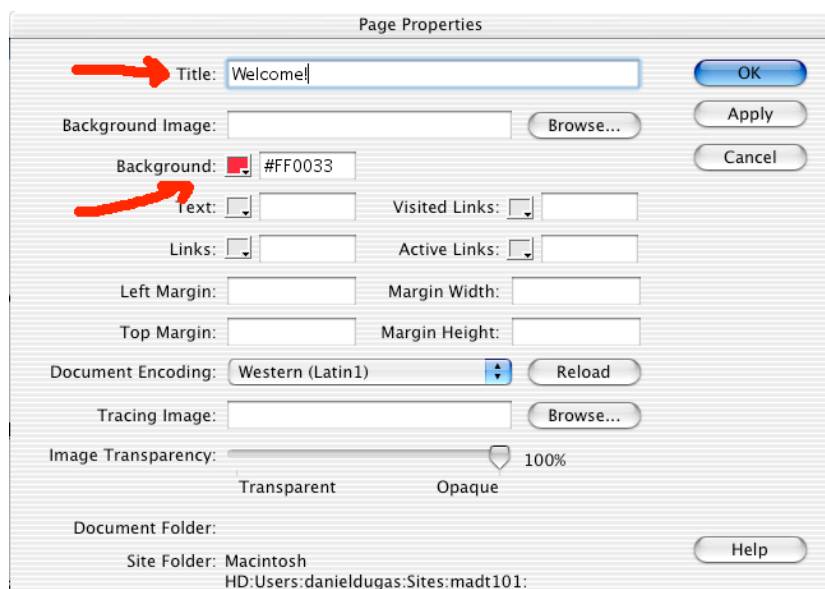 Page Properties
Title: Welcome! OK
Background Image: Browse... Apply
Background: #FF0033 Cancel
Text: Visited Links:
Links: Active Links:
Left Margin: Margin Width:
Top Margin: Margin Height:
Document Encoding: Western (Latin1) Reload
Tracing Image: Browse...
Image Transparency: 100%
Transparent Opaque
Document Folder:
Help
Site Folder: Macintosh
HD:Users:danieldugas:Sites:madt101: